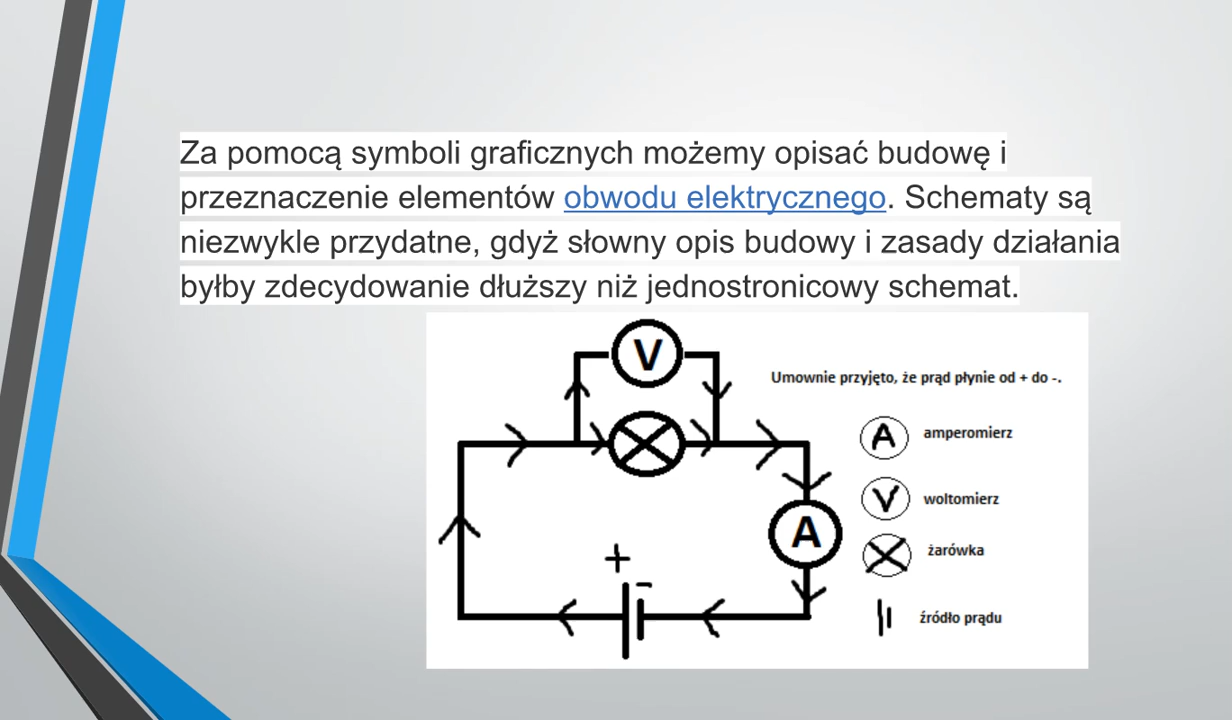 Za pomocą symboli graficznych możemy opisać budowę i
przeznaczenie elementów obwodu elektrycznego. Schematy są
niezwykle przydatne, gdyż słowny opis budowy i zasady działania
byłby zdecydowanie dłuższy niż jednostronicowy schemat.
V
Umownie przyjęto, że prąd płynie od + do -.
A amperomierz
V woltomierz
A
żarówka
+ -
źródło prądu